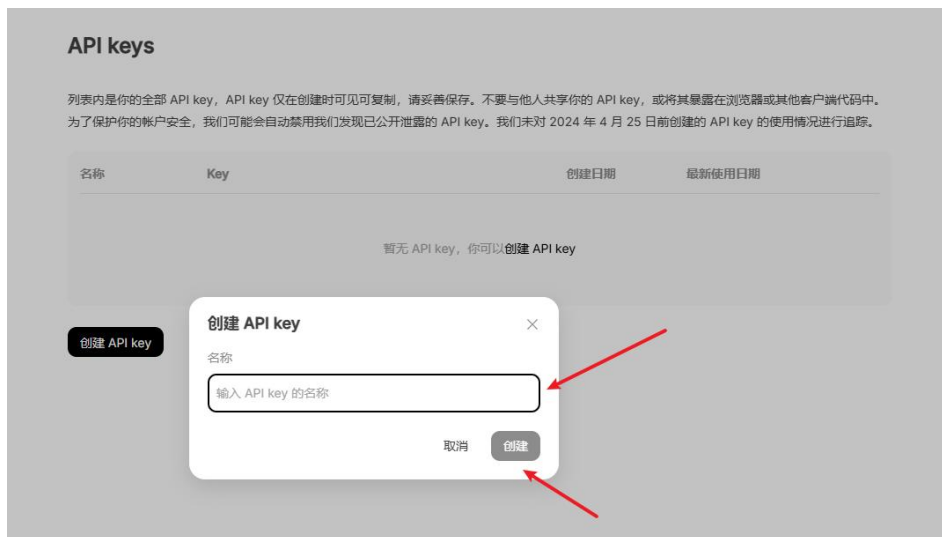 API keys
列表内是你的全部 API key，API key 仅在创建时可见可复制，请妥善保存。不要与他人共享你的 API key，或将其暴露在浏览器或其他客户端代码中。
为了保护你的帐户安全，我们可能会自动禁用我们发现已公开泄露的 API key。我们未对 2024 年 4 月 25 日前创建的 API key 的使用情况进行追踪。
名称 Key 创建日期 最新使用日期
暂无 API key，你可以创建 API key
创建 API key
创建 API key
名称
输入 API key 的名称
取消 创建